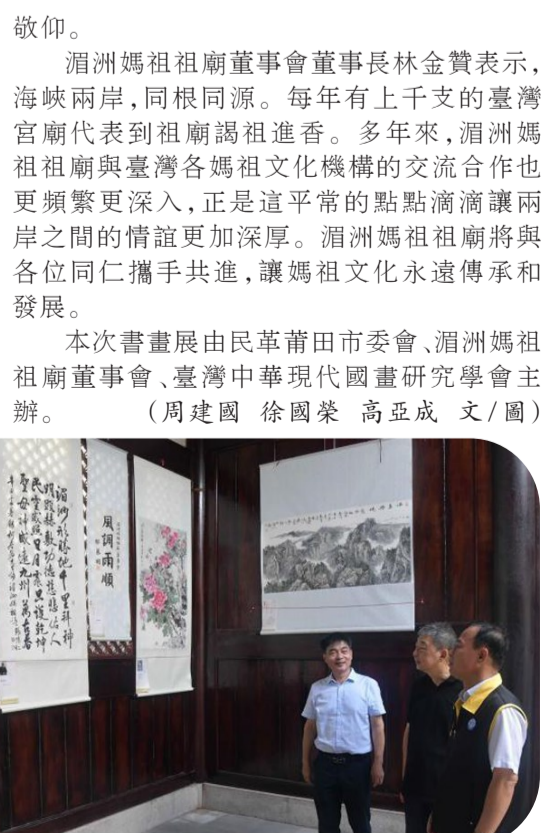 敬仰。
湄洲媽祖祖廟董事會董事長林金贊表示，
海峽兩岸，同根同源。每年有上千支的臺灣
宮廟代表到祖廟謁祖進香。多年來，湄洲媽
祖祖廟與臺灣各媽祖文化機構的交流合作也
更頻繁更深入，正是這平常的點點滴滴讓兩
岸之間的情誼更加深厚。湄洲媽祖祖廟將與
各位同仁攜手共進，讓媽祖文化永遠傳承和
發展。
本次書畫展由民革莆田市委會、湄洲媽祖
祖廟董事會、臺灣中華現代國畫研究學會主
辦。 (周建國 徐國榮 高亞成 文/圖)
風調雨順